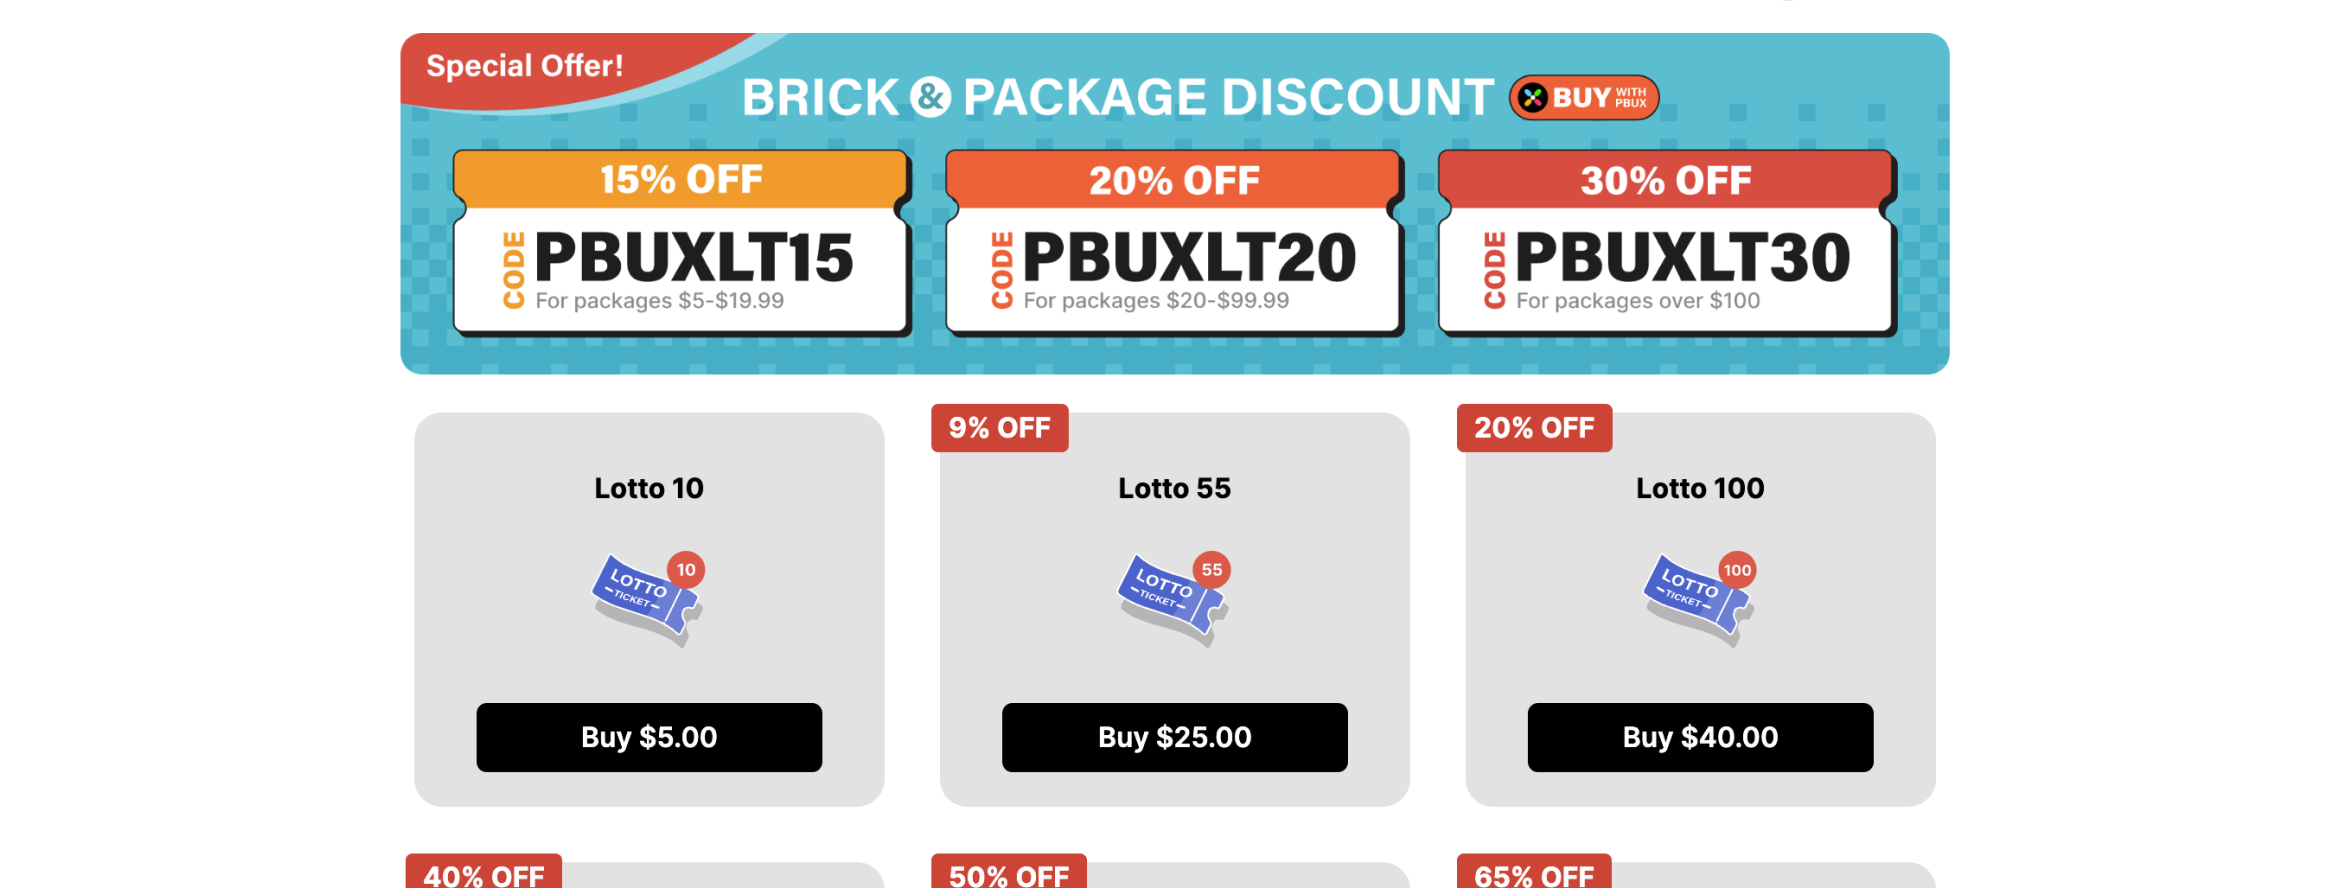 Special Offer!
BRICK & PACKAGE DISCOUNT
BUY WITH PBUX
15% OFF
CODE
PBUXLT15
For packages $5-$19.99
20% OFF
CODE
PBUXLT20
For packages $20-$99.99
30% OFF
CODE
PBUXLT30
For packages over $100
Lotto 10
LOTTO
TICKET
10
Buy $5.00
9% OFF
Lotto 55
LOTTO
TICKET
55
Buy $25.00
20% OFF
Lotto 100
LOTTO
TICKET
100
Buy $40.00
40% OFF
50% OFF
65% OFF